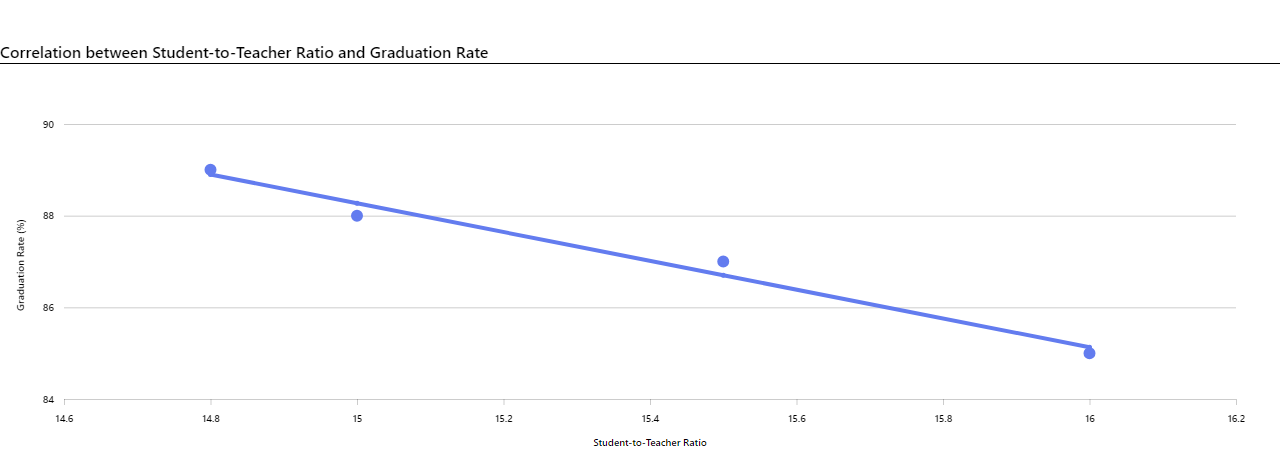 Correlation between Student-to-Teacher Ratio and Graduation Rate
90
88
86
84
Graduation Rate (%)
14.6 14.8 15 15.2 15.4 15.6 15.8 16 16.2
Student-to-Teacher Ratio